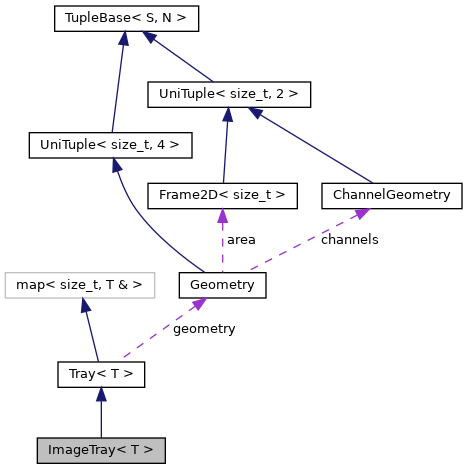 TupleBase< S, N >
UniTuple< size_t, 2 >
UniTuple< size_t, 4 >
Frame2D< size_t >
ChannelGeometry
area
channels
map< size_t, T & >
Geometry
geometry
Tray< T >
ImageTray< T >